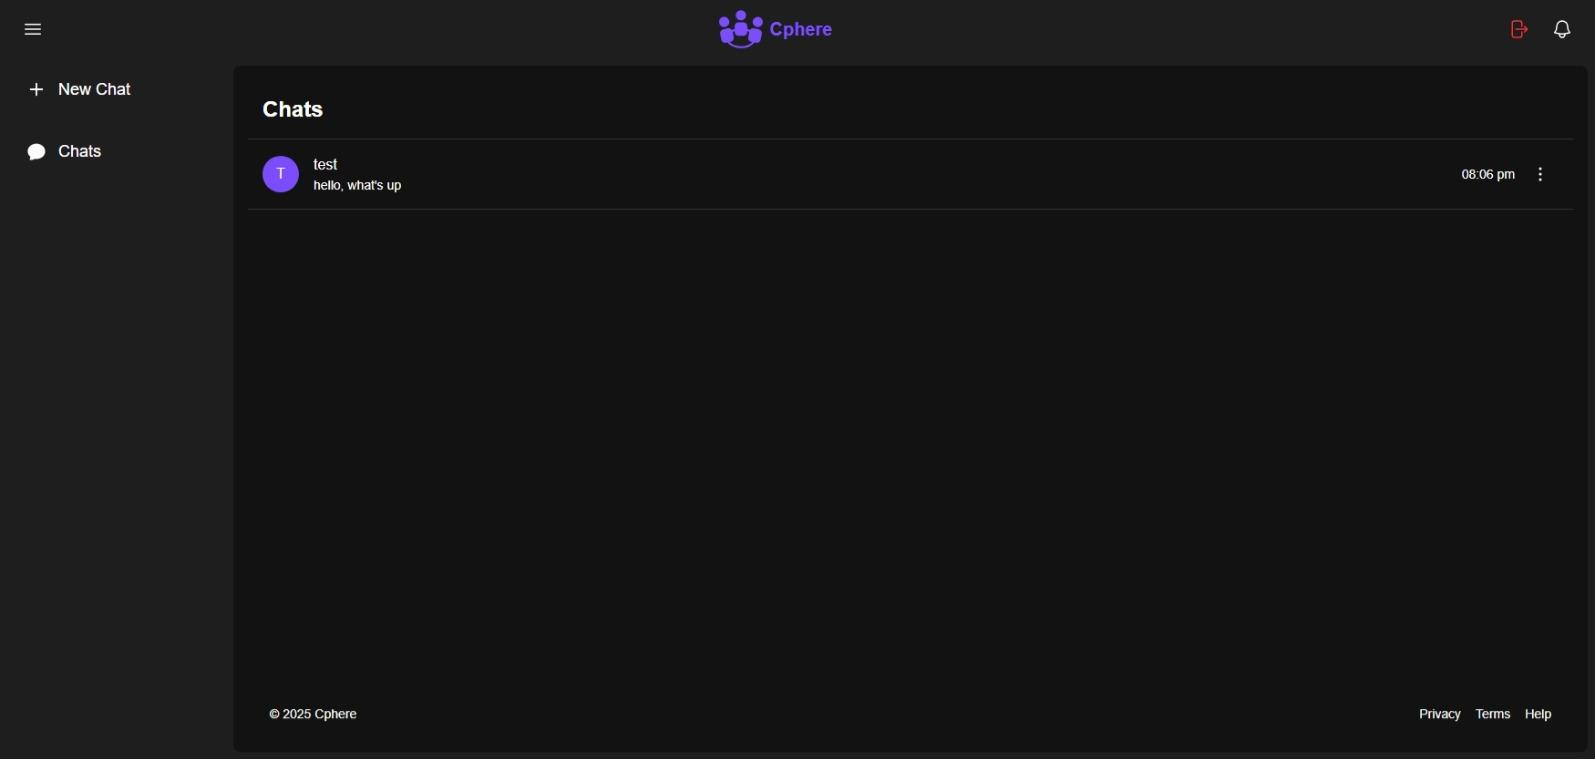 Cphere
New Chat
Chats
Chats
T
test
hello, what's up
08:06 pm
© 2025 Cphere
Privacy Terms Help